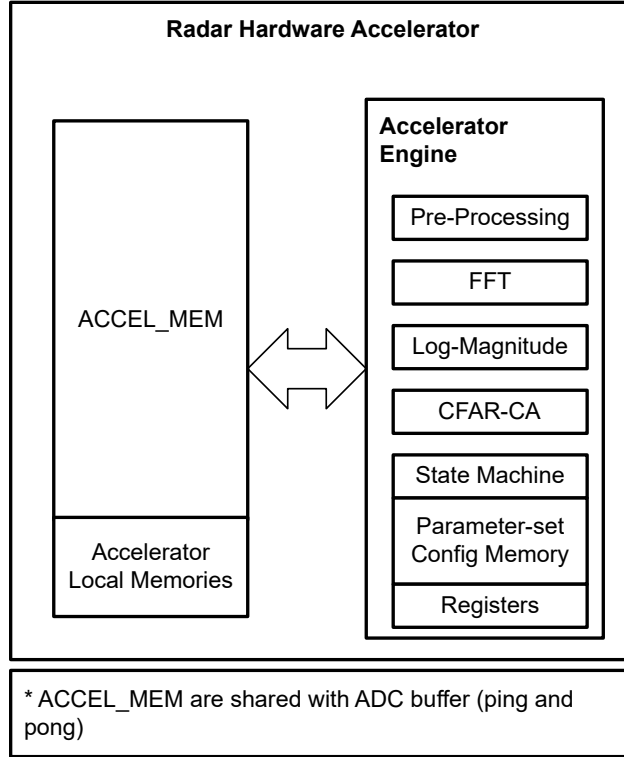 Radar Hardware Accelerator
ACCEL_MEM
Accelerator
Local Memories
Accelerator
Engine
Pre-Processing
FFT
Log-Magnitude
CFAR-CA
State Machine
Parameter-set
Config Memory
Registers
* ACCEL_MEM are shared with ADC buffer (ping and
pong)